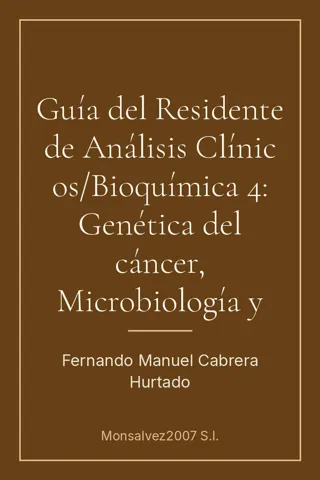 Guía del Residente
de Análisis Clínic
os/Bioquímica 4:
Genética del
cáncer,
Microbiología y
Fernando Manuel Cabrera
Hurtado
Monsalvez2007 S.l.